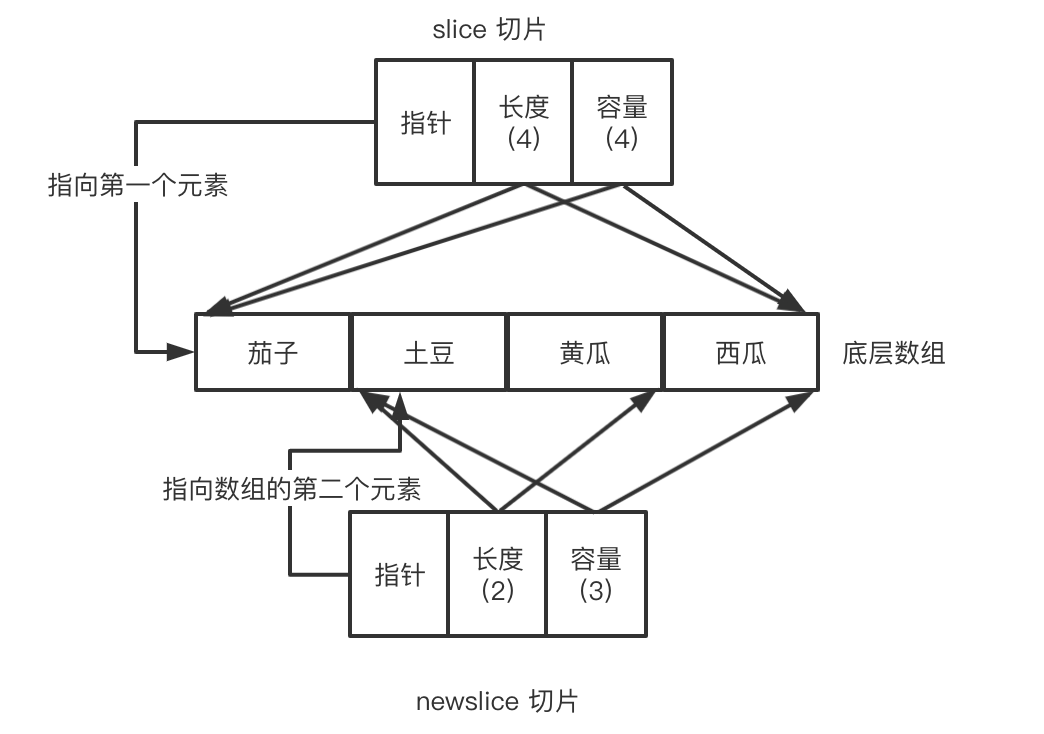 slice 切片
指针
长度
(4)
容量
(4)
指向第一个元素
茄子
土豆
黄瓜
西瓜
底层数组
指向数组的第二个元素
指针
长度
(2)
容量
(3)
newslice 切片